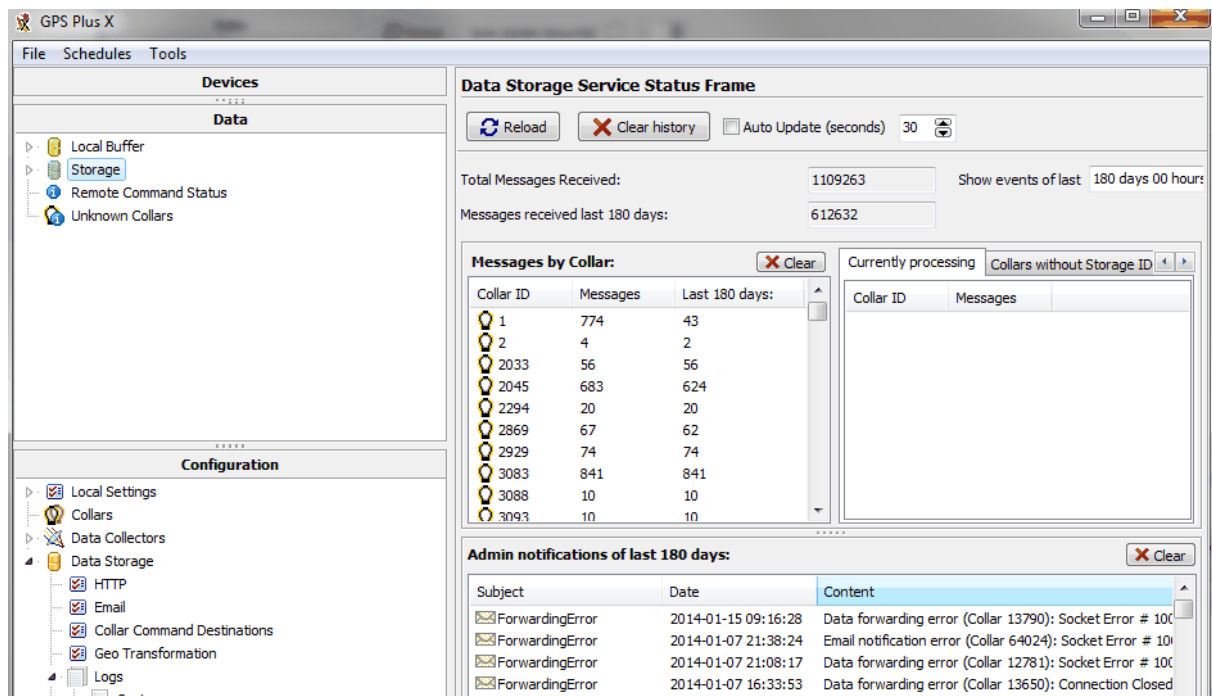 GPS Plus X
File Schedules Tools
Devices
Data
Local Buffer
Storage
Remote Command Status
Unknown Collars
Configuration
Local Settings
Collars
Data Collectors
Data Storage
HTTP
Email
Collar Command Destinations
Geo Transformation
Logs
Data Storage Service Status Frame
Reload Clear history Auto Update (seconds) 30
Total Messages Received: 1109263 Show events of last 180 days 00 hours
Messages received last 180 days: 612632
Messages by Collar: Clear
Collar ID Messages Last 180 days:
1 774 43
2 4 2
2033 56 56
2045 683 624
2294 20 20
2869 67 62
2929 74 74
3083 841 841
3088 10 10
3093 10 10
Currently processing Collars without Storage ID
Collar ID Messages
Admin notifications of last 180 days: Clear
Subject Date Content
ForwardingError 2014-01-15 09:16:28 Data forwarding error (Collar 13790): Socket Error # 100
ForwardingError 2014-01-07 21:38:24 Email notification error (Collar 64024): Socket Error # 10
ForwardingError 2014-01-07 21:08:17 Data forwarding error (Collar 12781): Socket Error # 100
ForwardingError 2014-01-07 16:33:53 Data forwarding error (Collar 13650): Connection Closed